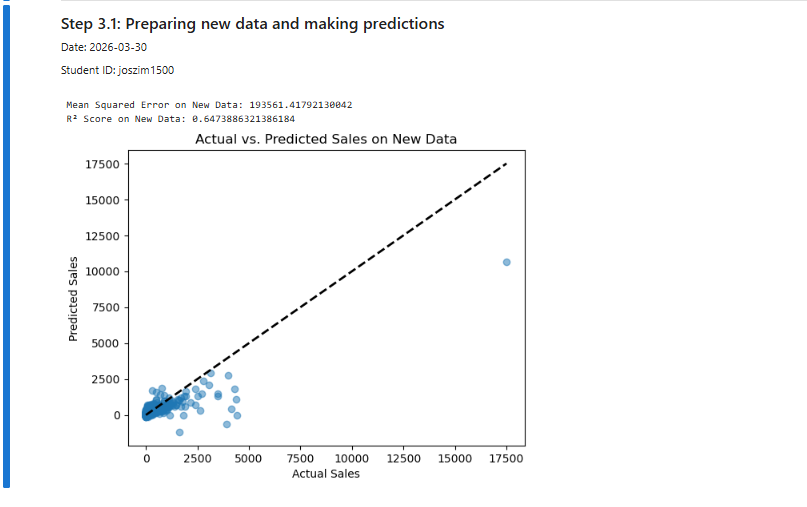 Step 3.1: Preparing new data and making predictions
Date: 2026-03-30
Student ID: joszim1500
Mean Squared Error on New Data: 193561.41792130042
R² Score on New Data: 0.6473886321386184
Actual vs. Predicted Sales on New Data
17500
15000
12500
10000
7500
5000
2500
0
Predicted Sales
0 2500 5000 7500 10000 12500 15000 17500
Actual Sales